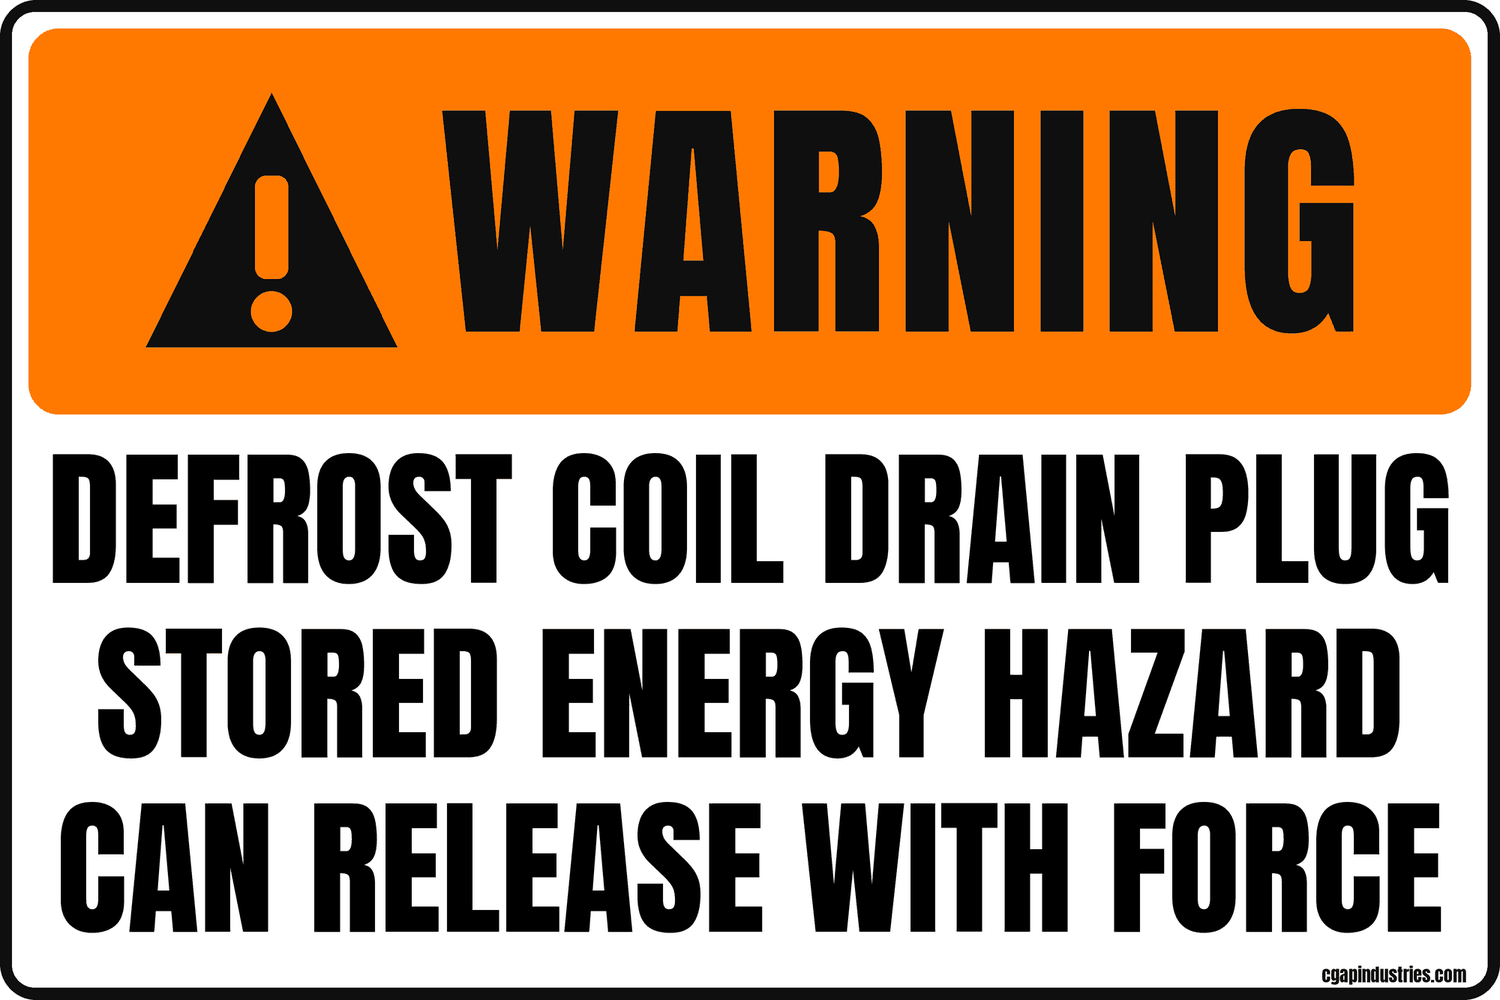 WARNING
DEFROST COIL DRAIN PLUG
STORED ENERGY HAZARD
CAN RELEASE WITH FORCE
cgapindustries.com